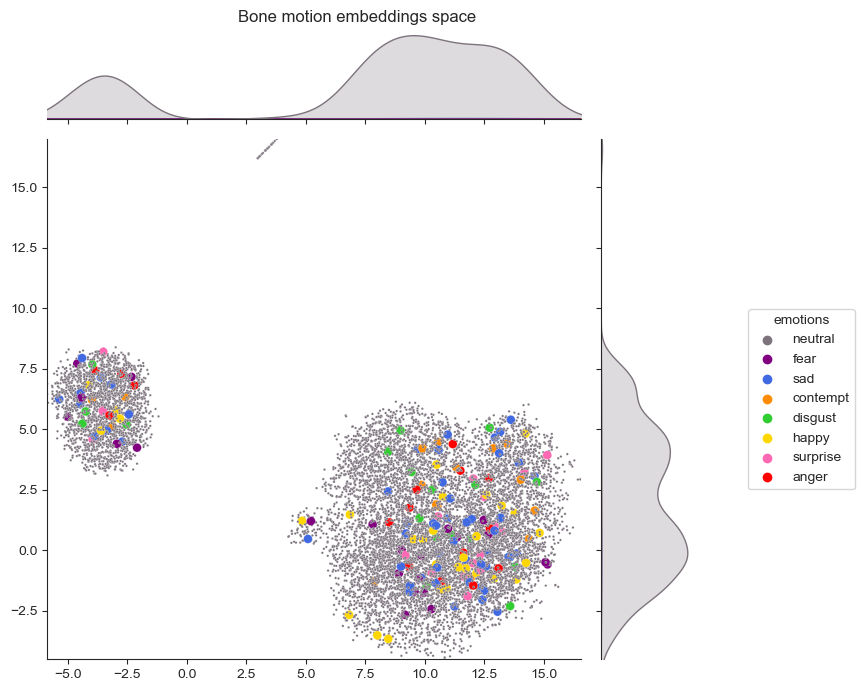 Bone motion embeddings space
15.0
12.5
10.0
7.5
5.0
2.5
0.0
−2.5
−5.0
−2.5
0.0
2.5
5.0
7.5
10.0
12.5
15.0
emotions
neutral
fear
sad
contempt
disgust
happy
surprise
anger